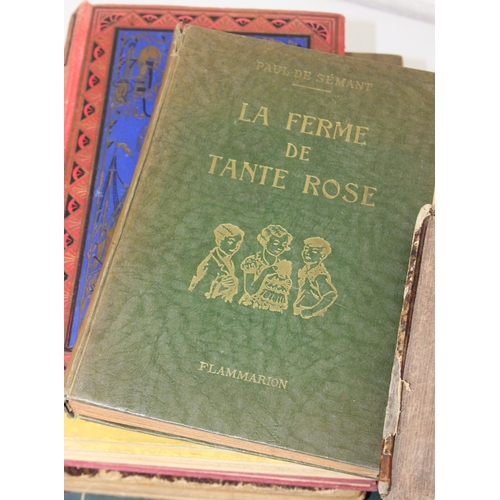 PAUL DE SÉMANT
LA FERME
DE
TANTE ROSE
FLAMMARION